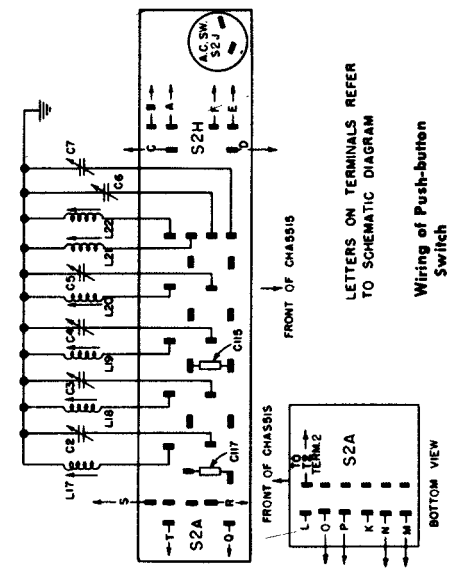 A.C. SW.
S2J
B
A
K
E
C
S2H
D
C7
C6
L22
L21
C5
L20
C4
L19
C3
L18
C2
L17
C115
C117
S
R
T
Q
S2A
FRONT OF CHASSIS
FRONT OF CHASSIS
LETTERS ON TERMINALS REFER
TO SCHEMATIC DIAGRAM
Wiring of Push-button
Switch
TO
T2
TERM.2
S2A
L
O
P
K
N
M
BOTTOM VIEW